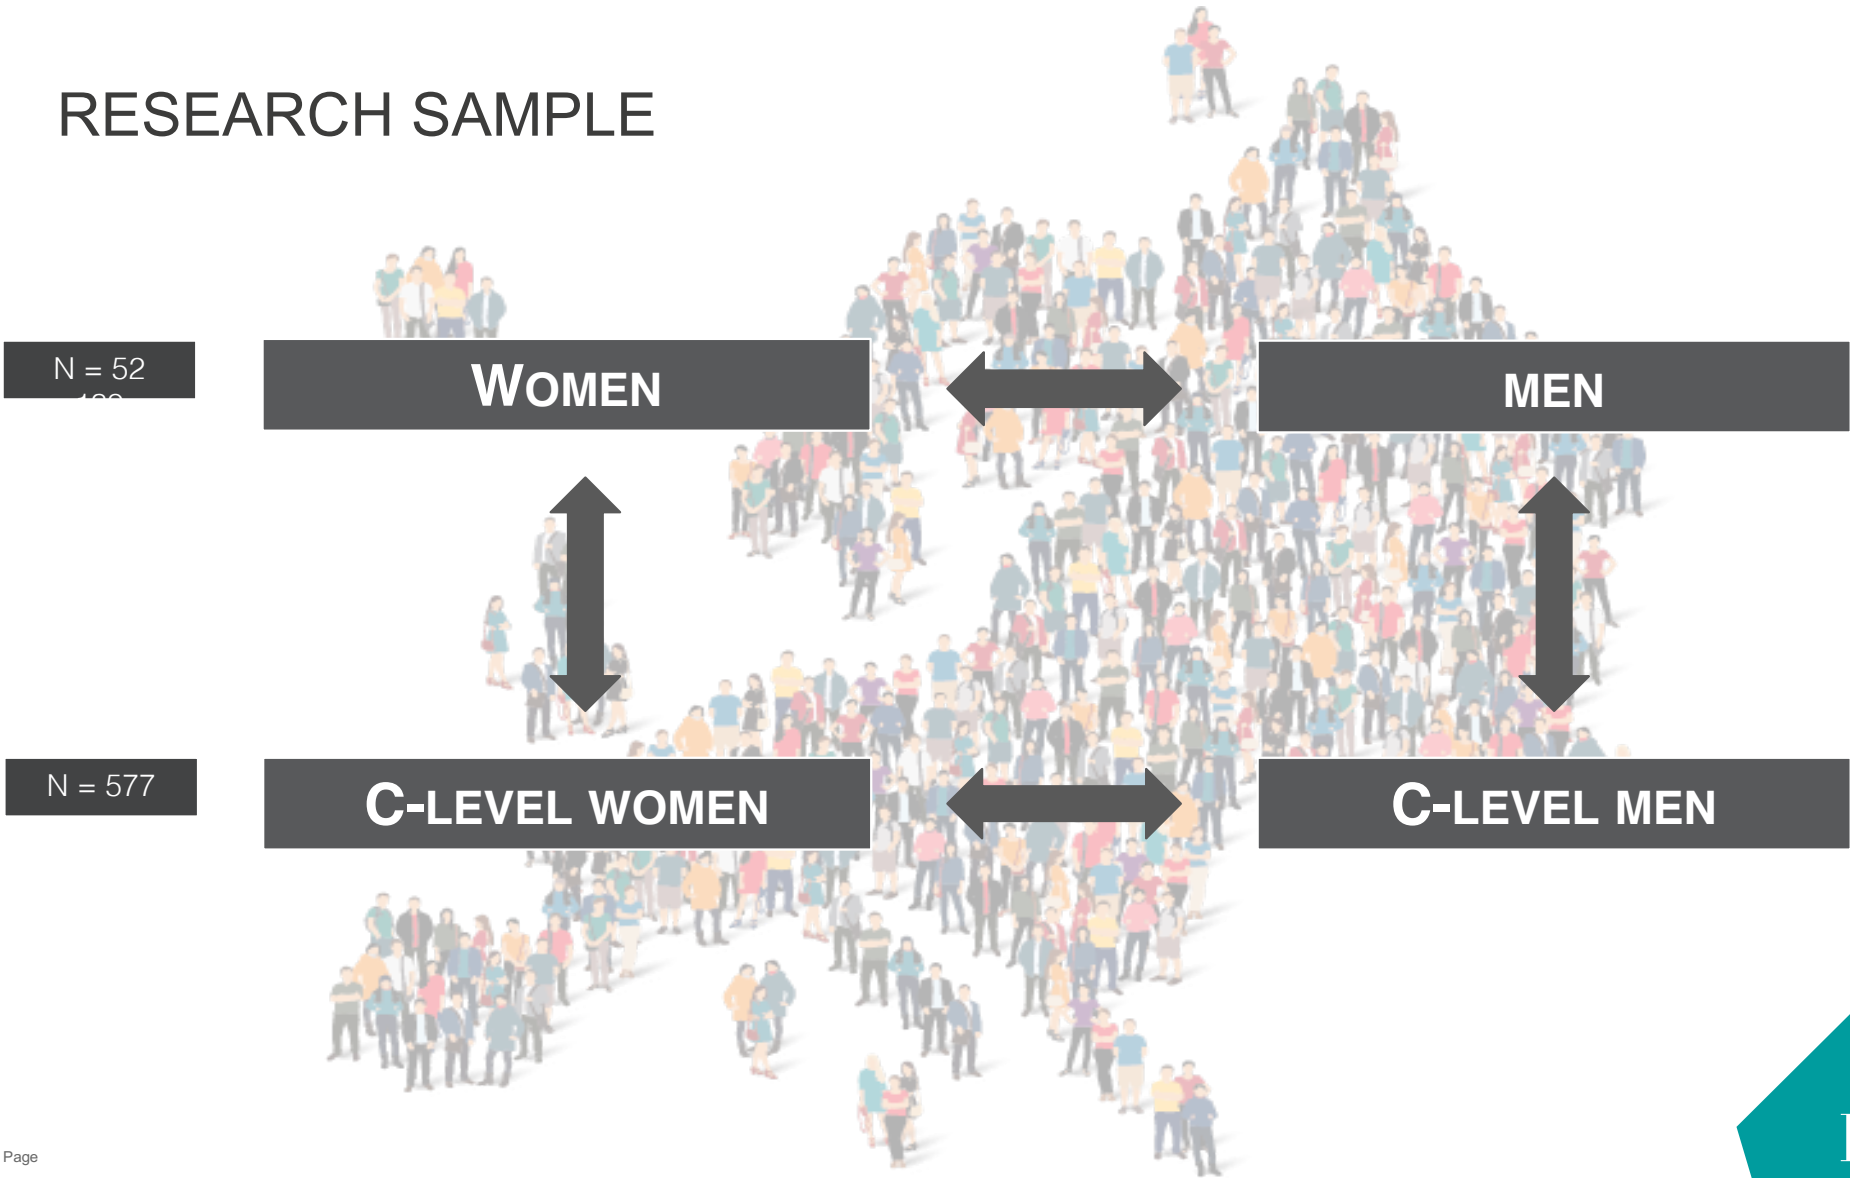 RESEARCH SAMPLE
N = 52
WOMEN
MEN
N = 577
C-LEVEL WOMEN
C-LEVEL MEN
Page